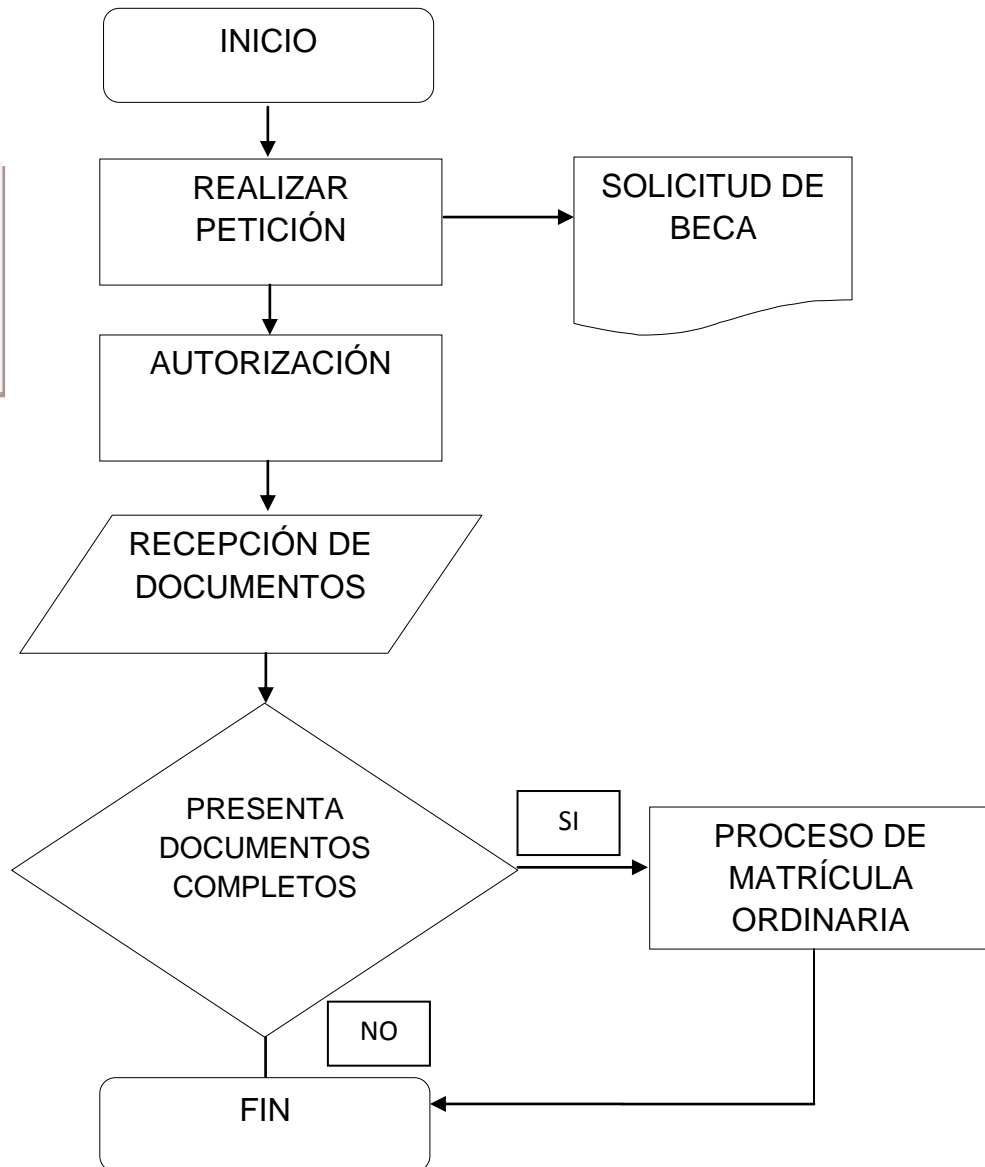 INICIO
REALIZAR
PETICIÓN
SOLICITUD DE
BECA
AUTORIZACIÓN
RECEPCIÓN DE
DOCUMENTOS
PRESENTA
DOCUMENTOS
COMPLETOS
SI
PROCESO DE
MATRÍCULA
ORDINARIA
NO
FIN